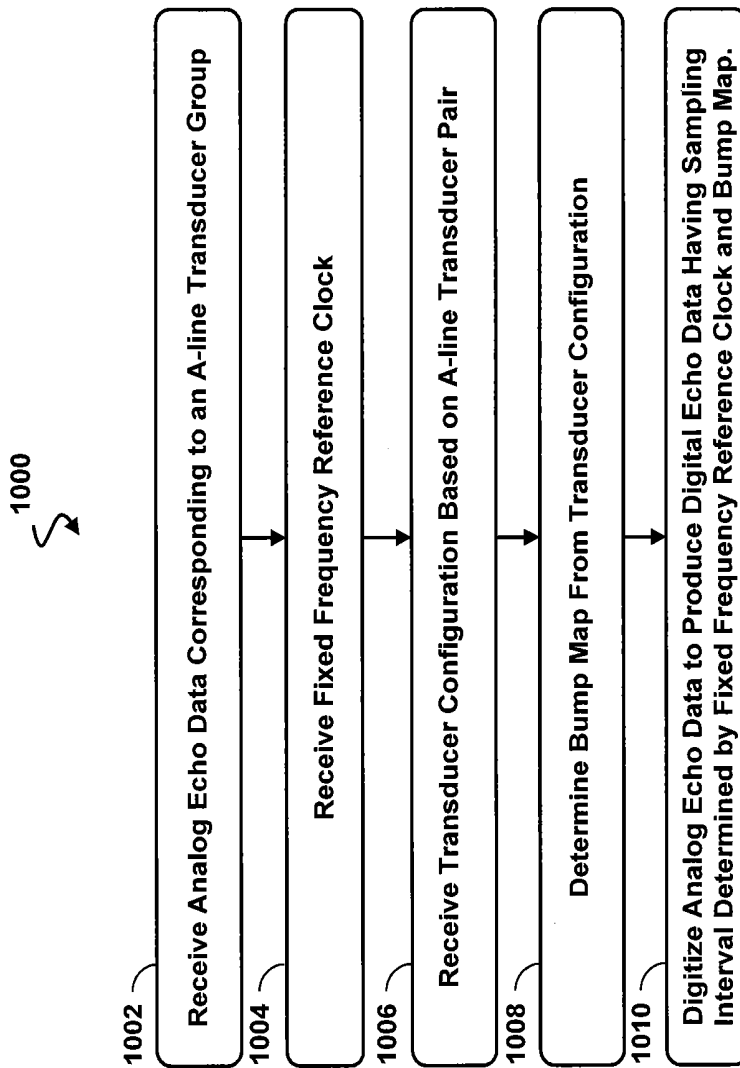 1000
1002
Receive Analog Echo Data Corresponding to an A-line Transducer Group
1004
Receive Fixed Frequency Reference Clock
1006
Receive Transducer Configuration Based on A-line Transducer Pair
1008
Determine Bump Map From Transducer Configuration
1010
Digitize Analog Echo Data to Produce Digital Echo Data Having Sampling
Interval Determined by Fixed Frequency Reference Clock and Bump Map.